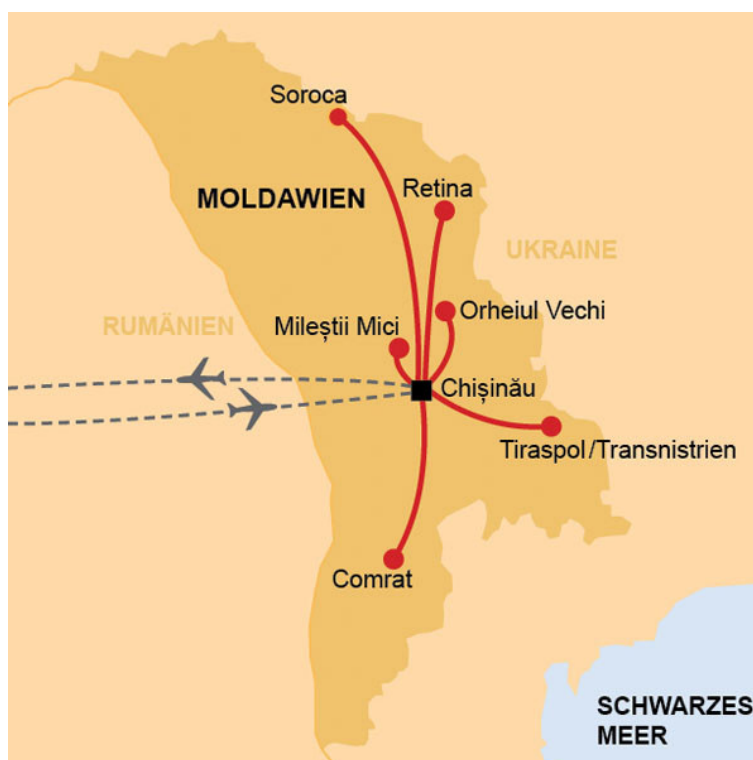 Soroca
MOLDAWIEN
Retina
UKRAINE
Orheiul Vechi
RUMÄNIEN
Mileștii Mici
Chișinău
Tiraspol/Transnistrien
Comrat
SCHWARZES
MEER